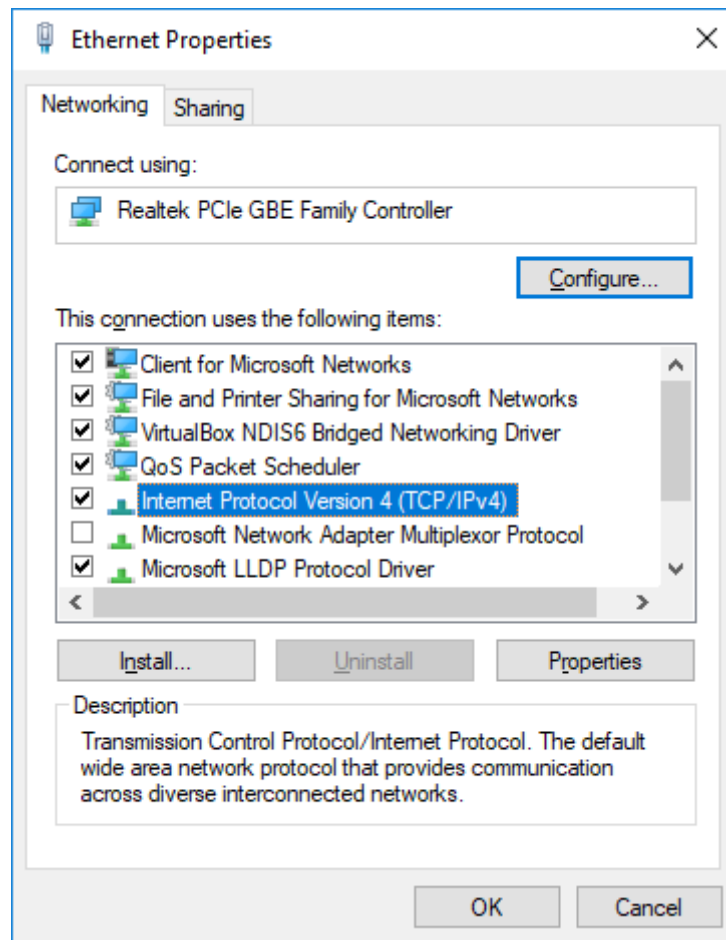 Ethernet Properties
Networking
Sharing
Connect using:
Realtek PCIe GBE Family Controller
Configure...
This connection uses the following items:
Client for Microsoft Networks
File and Printer Sharing for Microsoft Networks
VirtualBox NDIS6 Bridged Networking Driver
QoS Packet Scheduler
Internet Protocol Version 4 (TCP/IPv4)
Microsoft Network Adapter Multiplexor Protocol
Microsoft LLDP Protocol Driver
Install...
Uninstall
Properties
Description
Transmission Control Protocol/Internet Protocol. The default
wide area network protocol that provides communication
across diverse interconnected networks.
OK
Cancel